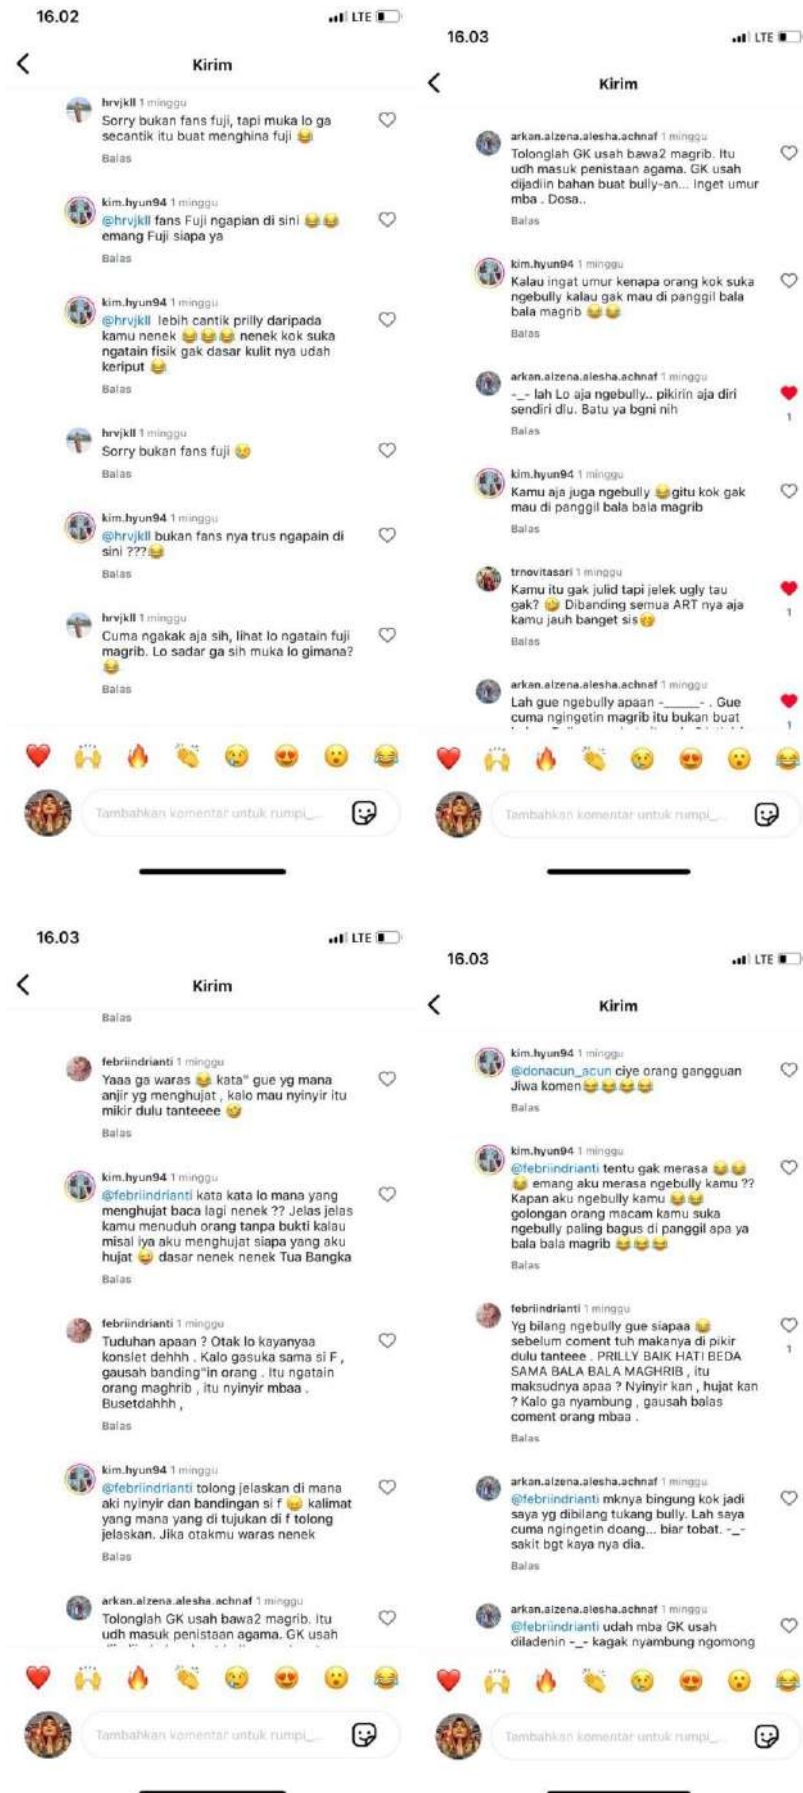 16.02
LTE
Kirim
hrvjkll 1 minggu
Sorry bukan fans fuji, tapi muka lo ga
secantik itu buat menghina fuji 😂
Balas
kim.hyun94 1 minggu
@hrvjkll fans Fuji ngapian di sini 😂😂
emang Fuji siapa ya
Balas
kim.hyun94 1 minggu
@hrvjkll lebih cantik prilly daripada
kamu nenek 😂😂😂 nenek kok suka
ngatain fisik gak dasar kulit nya udah
keriput 😂
Balas
hrvjkll 1 minggu
Sorry bukan fans fuji 😢
Balas
kim.hyun94 1 minggu
@hrvjkll bukan fans nya trus ngapain di
sini ???😂
Balas
hrvjkll 1 minggu
Cuma ngakak aja sih, lihat lo ngatain fuji
magrib. Lo sadar ga sih muka lo gimana?
😂
Balas
Tambahkan komentar untuk rumpi_...
16.03
LTE
Kirim
arkan.alzena.alesha.achnaf 1 minggu
Tolonglah GK usah bawa2 magrib. Itu
udh masuk penistaan agama. GK usah
dijadiin bahan buat bully-an... Inget umur
mba . Dosa..
Balas
kim.hyun94 1 minggu
Kalau ingat umur kenapa orang kok suka
ngebully kalau gak mau di panggil bala
bala magrib 😂😂
Balas
arkan.alzena.alesha.achnaf 1 minggu
-_- lah Lo aja ngebully.. pikirin aja diri
sendiri dlu. Batu ya bgni nih
1
Balas
kim.hyun94 1 minggu
Kamu aja juga ngebully 😂gitu kok gak
mau di panggil bala bala magrib
Balas
trnovitasari 1 minggu
Kamu itu gak julid tapi jelek ugly tau
gak? 🤣 Dibanding semua ART nya aja
kamu jauh banget sis🤭
1
Balas
arkan.alzena.alesha.achnaf 1 minggu
Lah gue ngebully apaan -_____- . Gue
cuma ngingetin magrib itu bukan buat
1
Tambahkan komentar untuk rumpi_...
16.03
LTE
Kirim
Balas
febriindrianti 1 minggu
Yaaa ga waras 😂 kata" gue yg mana
anjir yg menghujat , kalo mau nyinyir itu
mikir dulu tanteeee 🤣
Balas
kim.hyun94 1 minggu
@febriindrianti kata kata lo mana yang
menghujat baca lagi nenek ?? Jelas jelas
kamu menuduh orang tanpa bukti kalau
misal iya aku menghujat siapa yang aku
hujat 😄 dasar nenek nenek Tua Bangka
Balas
febriindrianti 1 minggu
Tuduhan apaan ? Otak lo kayanyaa
konslet dehhh . Kalo gasuka sama si F ,
gausah banding"in orang . Itu ngatain
orang maghrib , itu nyinyir mbaa .
Busetdahhh ,
Balas
kim.hyun94 1 minggu
@febriindrianti tolong jelaskan di mana
aki nyinyir dan bandingan si f 😄 kalimat
yang mana yang di tujukan di f tolong
jelaskan. Jika otakmu waras nenek
Balas
arkan.alzena.alesha.achnaf 1 minggu
Tolonglah GK usah bawa2 magrib. Itu
udh masuk penistaan agama. GK usah
Tambahkan komentar untuk rumpi_...
16.03
LTE
Kirim
kim.hyun94 1 minggu
@donacun_acun ciye orang gangguan
Jiwa komen😂😂😂😂
Balas
kim.hyun94 1 minggu
@febriindrianti tentu gak merasa 😂😂
😂 emang aku merasa ngebully kamu ??
Kapan aku ngebully kamu 😂😂
golongan orang macam kamu suka
ngebully paling bagus di panggil apa ya
bala bala magrib 😂😂😂
Balas
febriindrianti 1 minggu
Yg bilang ngebully gue siapaa 😂
sebelum coment tuh makanya di pikir
dulu tanteee . PRILLY BAIK HATI BEDA
SAMA BALA BALA MAGHRIB , itu
maksudnya apaa ? Nyinyir kan , hujat kan
? Kalo ga nyambung , gausah balas
coment orang mbaa .
1
Balas
arkan.alzena.alesha.achnaf 1 minggu
@febriindrianti mknya bingung kok jadi
saya yg dibilang tukang bully. Lah saya
cuma ngingetin doang... biar tobat. -_-
sakit bgt kaya nya dia.
Balas
arkan.alzena.alesha.achnaf 1 minggu
@febriindrianti udah mba GK usah
diladenin -_- kagak nyambung ngomong
Tambahkan komentar untuk rumpi_...